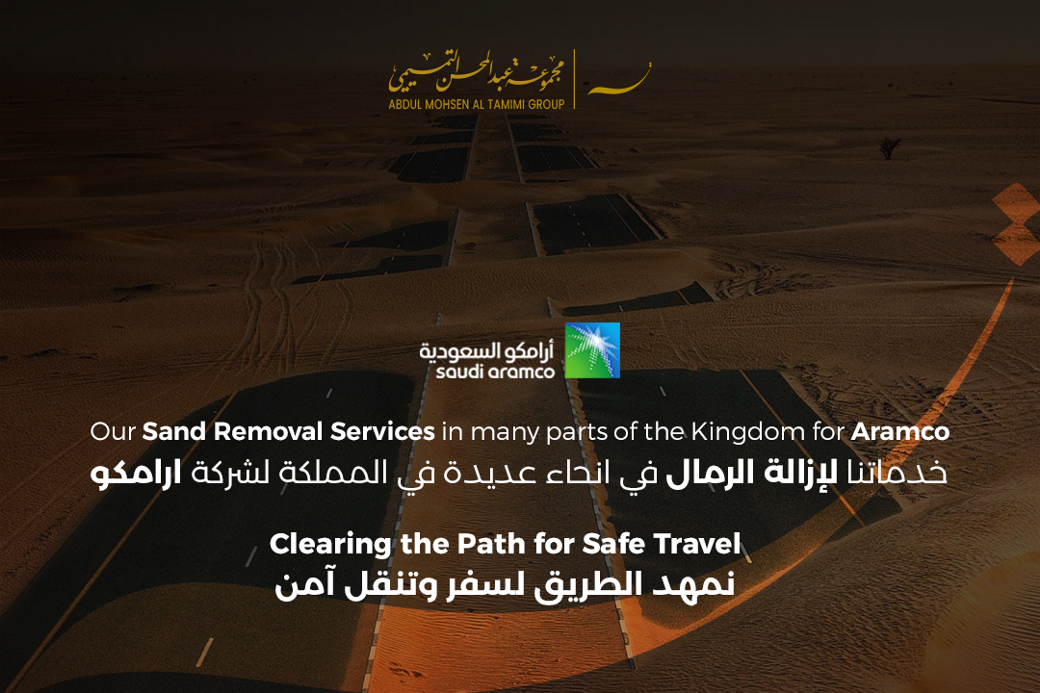 مجموعة عبدالمحسن التميمي
ABDUL MOHSEN AL TAMIMI GROUP
أرامكو السعودية
saudi aramco
Our Sand Removal Services in many parts of the Kingdom for Aramco
خدماتنا لإزالة الرمال في انحاء عديدة في المملكة لشركة ارامكو
Clearing the Path for Safe Travel
نمهد الطريق لسفر وتنقل آمن